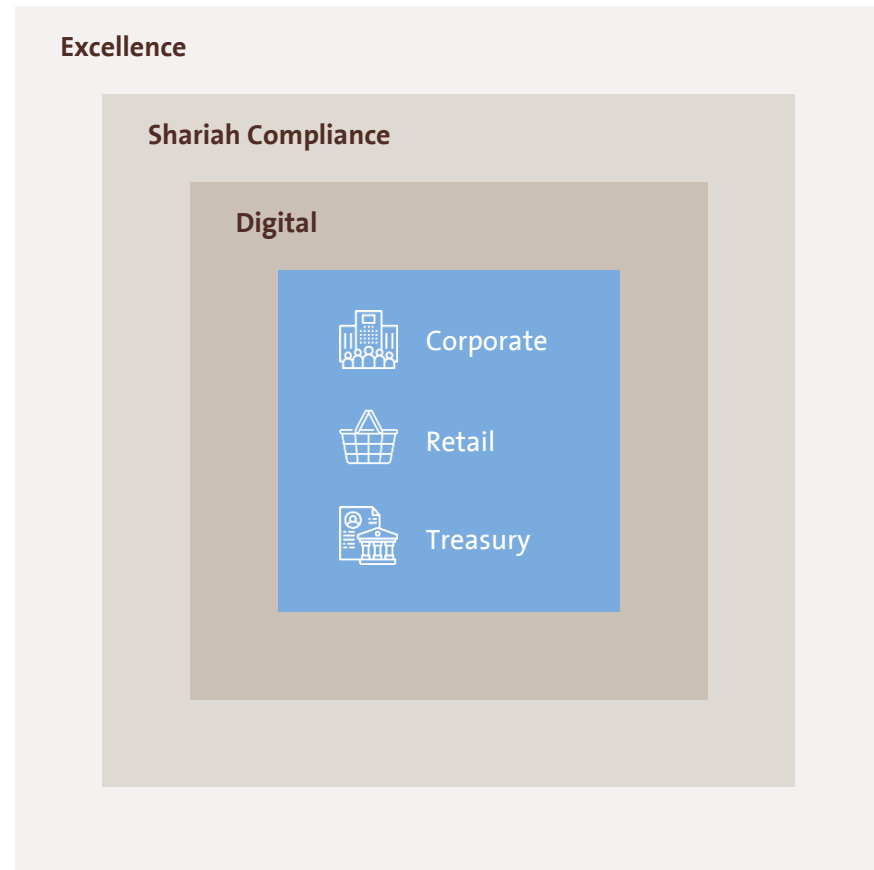 Excellence
Shariah Compliance
Digital
Corporate
Retail
Treasury